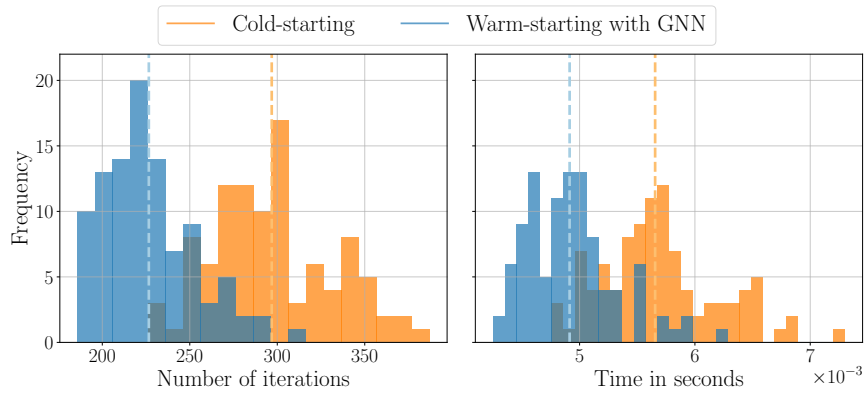 Cold-starting
Warm-starting with GNN
Frequency
20
15
10
5
0
200
250
300
350
Number of iterations
5
6
7
×10⁻³
Time in seconds